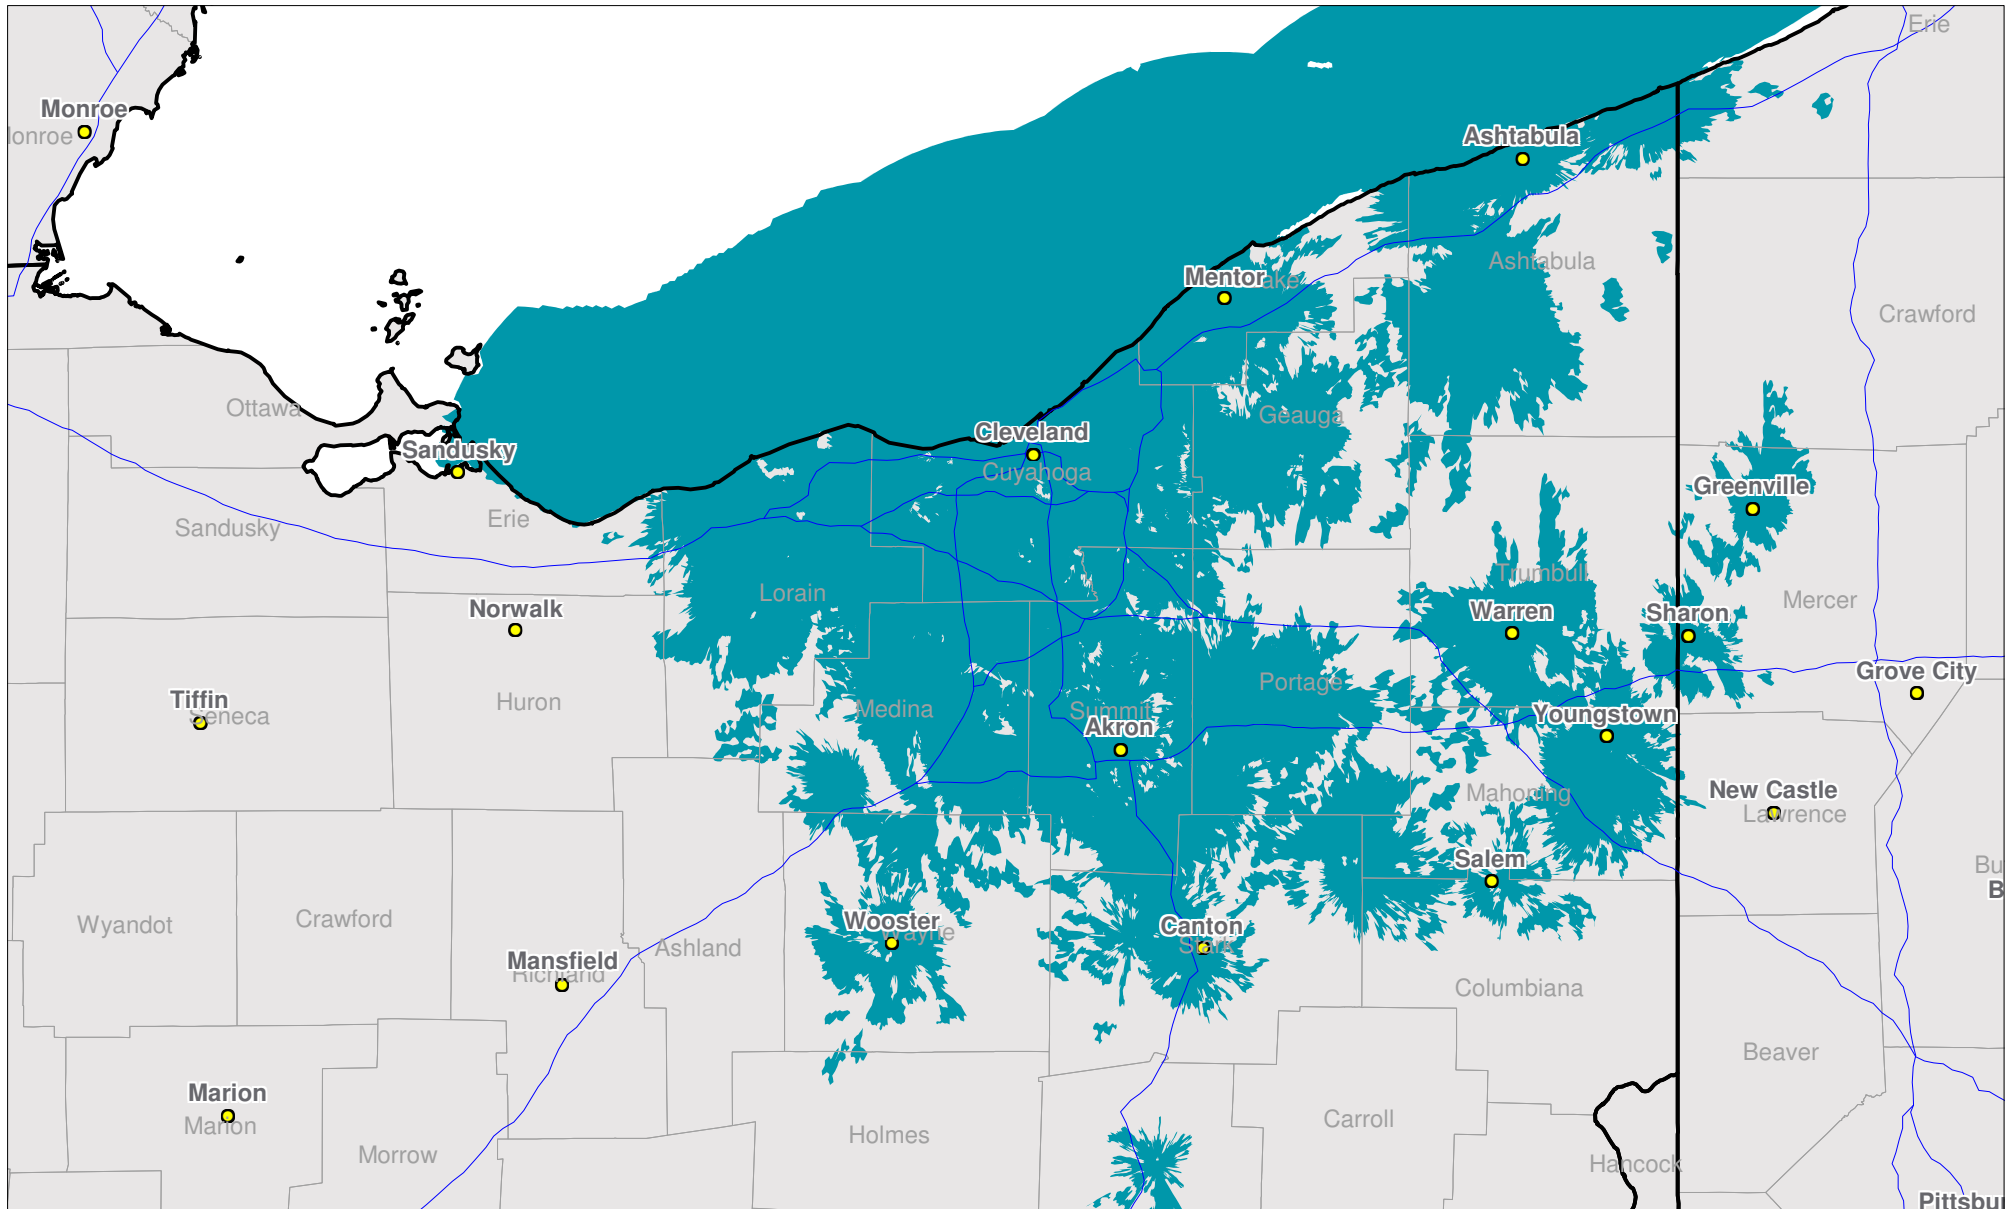 Erie
Monroe
Monroe
Ashtabula
Ashtabula
Mentor
Lake
Crawford
Ottawa
Geauga
Cleveland
Sandusky
Cuyahoga
Greenville
Erie
Sandusky
Trumbull
Lorain
Mercer
Norwalk
Warren
Sharon
Grove City
Portage
Tiffin
Huron
Seneca
Medina
Summit
Youngstown
Akron
New Castle
Mahoning
Lawrence
Salem
Bu
B
Wyandot
Crawford
Wooster
Wayne
Canton
Stark
Ashland
Mansfield
Richland
Columbiana
Beaver
Marion
Marion
Carroll
Holmes
Morrow
Hancock
Pittsbur